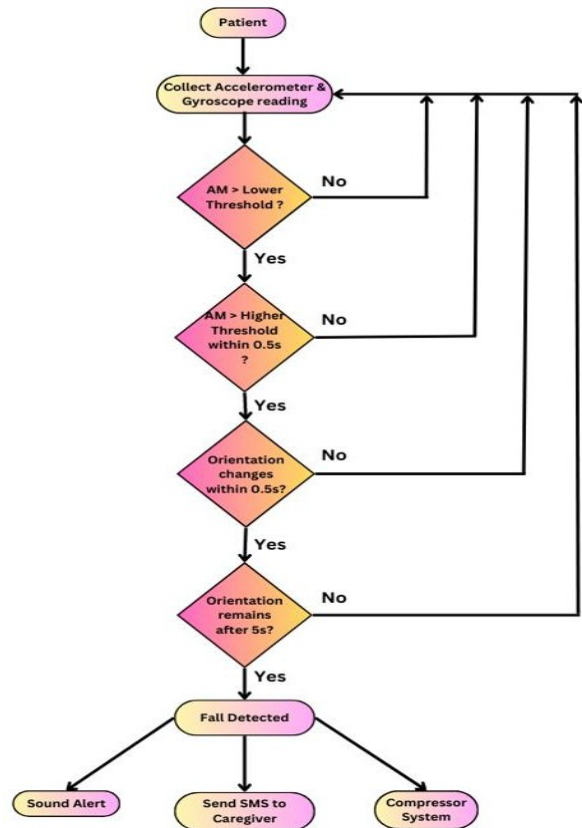 Patient
Collect Accelerometer &
Gyroscope reading
AM > Lower
Threshold ?
No
Yes
AM > Higher
Threshold
within 0.5s
?
No
Yes
Orientation
changes
within 0.5s?
No
Yes
Orientation
remains
after 5s?
No
Yes
Fall Detected
Sound Alert
Send SMS to
Caregiver
Compressor
System